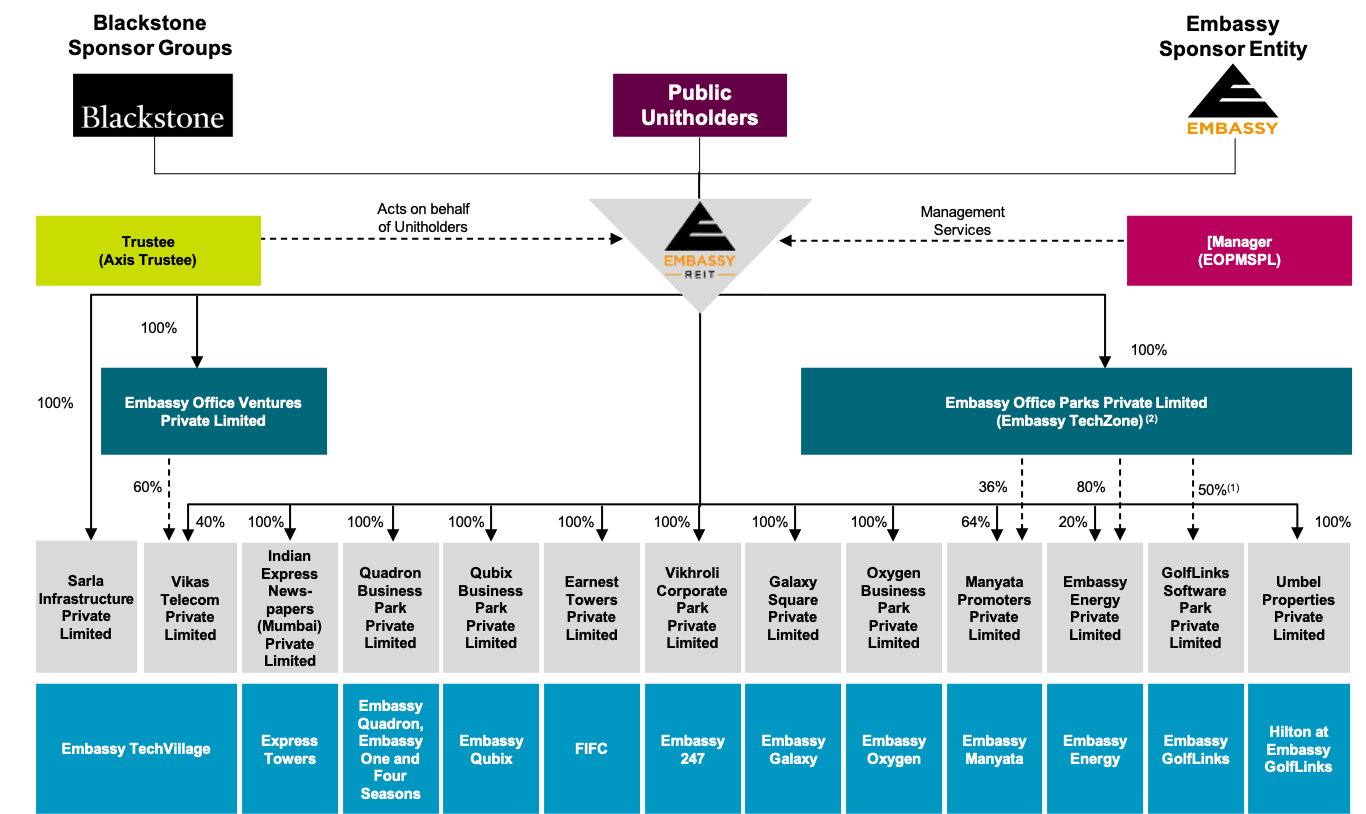 Blackstone
Sponsor Groups
Embassy
Sponsor Entity
Blackstone
Public
Unitholders
EMBASSY
Acts on behalf
of Unitholders
Management
Services
Trustee
(Axis Trustee)
EMBASSY
REIT
[Manager
(EOPMSPL)
100%
100%
100%
Embassy Office Ventures
Private Limited
Embassy Office Parks Private Limited
(Embassy TechZone) (2)
60%
36%
80%
50%(1)
40%
100%
100%
100%
100%
100%
100%
100%
64%
20%
100%
Sarla
Infrastructure
Private
Limited
Vikas
Telecom
Private
Limited
Indian
Express
News-
papers
(Mumbai)
Private
Limited
Quadron
Business
Park
Private
Limited
Qubix
Business
Park
Private
Limited
Earnest
Towers
Private
Limited
Vikhroli
Corporate
Park
Private
Limited
Galaxy
Square
Private
Limited
Oxygen
Business
Park
Private
Limited
Manyata
Promoters
Private
Limited
Embassy
Energy
Private
Limited
GolfLinks
Software
Park
Private
Limited
Umbel
Properties
Private
Limited
Embassy TechVillage
Express
Towers
Embassy
Quadron,
Embassy
One and
Four
Seasons
Embassy
Qubix
FIFC
Embassy
247
Embassy
Galaxy
Embassy
Oxygen
Embassy
Manyata
Embassy
Energy
Embassy
GolfLinks
Hilton at
Embassy
GolfLinks